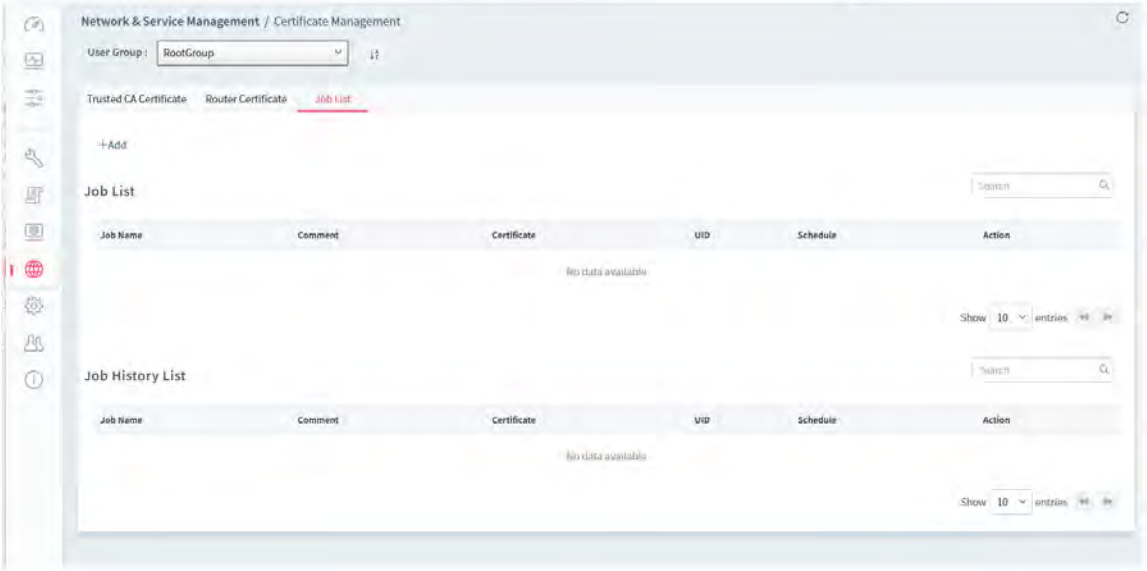 Network & Service Management / Certificate Management
User Group : RootGroup
Trusted CA Certificate Router Certificate Job List
+Add
Job List Search
Job Name Comment Certificate UID Schedule Action
No data available
Show 10 entries
Job History List Search
Job Name Comment Certificate UID Schedule Action
No data available
Show 10 entries